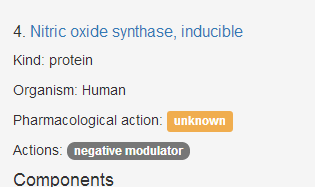 4. Nitric oxide synthase, inducible
Kind: protein
Organism: Human
Pharmacological action: unknown
Actions: negative modulator
Components